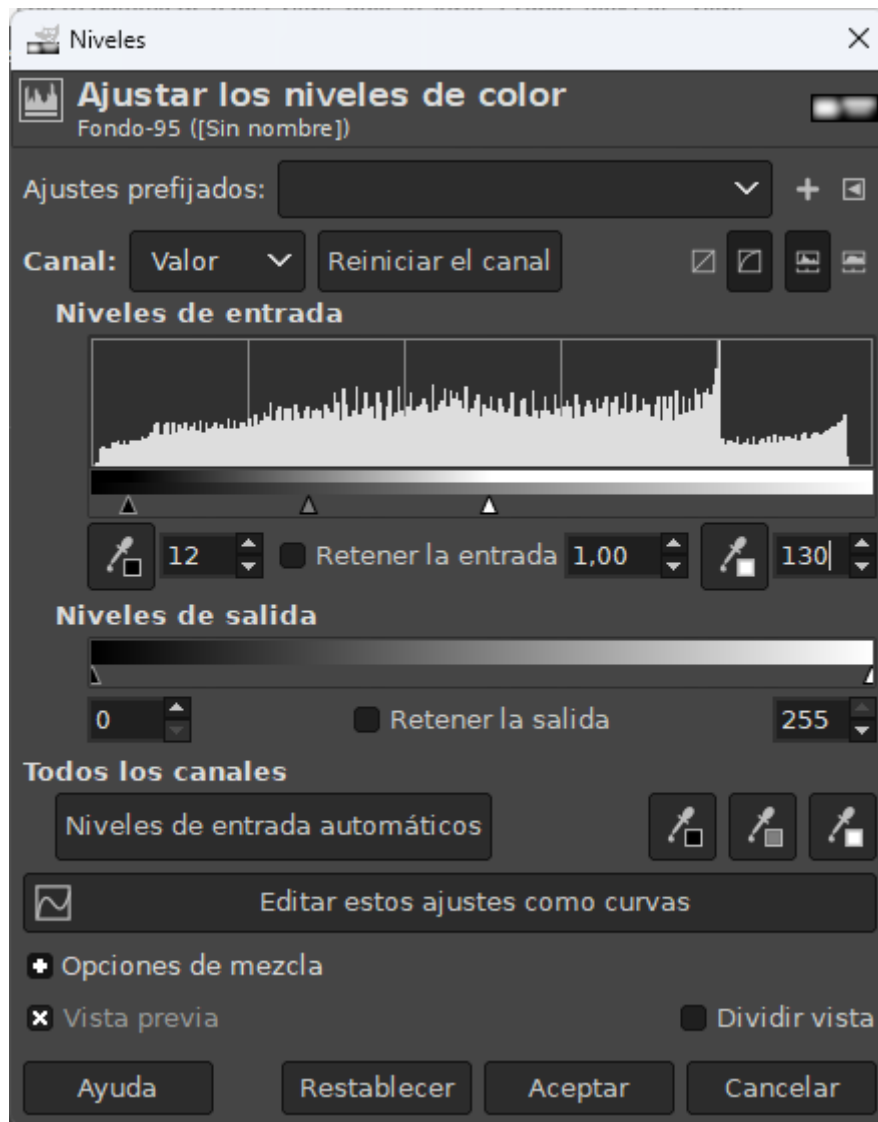 Niveles
Ajustar los niveles de color
Fondo-95 ([Sin nombre])
Ajustes prefijados:
Canal: Valor Reiniciar el canal
Niveles de entrada
12 Retener la entrada 1,00 130
Niveles de salida
0 Retener la salida 255
Todos los canales
Niveles de entrada automáticos
Editar estos ajustes como curvas
Opciones de mezcla
Vista previa Dividir vista
Ayuda Restablecer Aceptar Cancelar